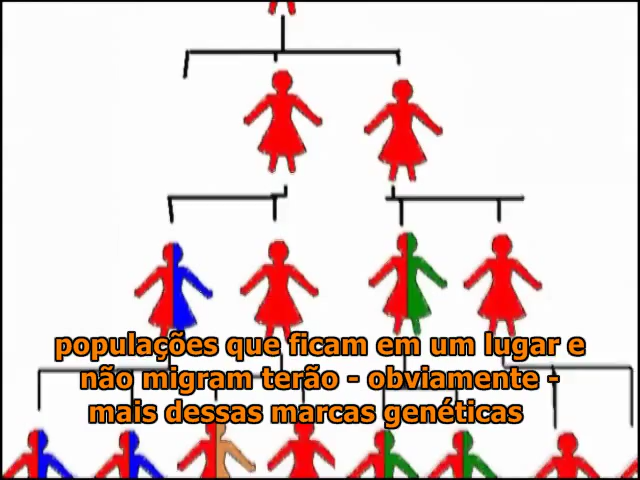 populações que ficam em um lugar e
não migram terão - obviamente -
mais dessas marcas genéticas